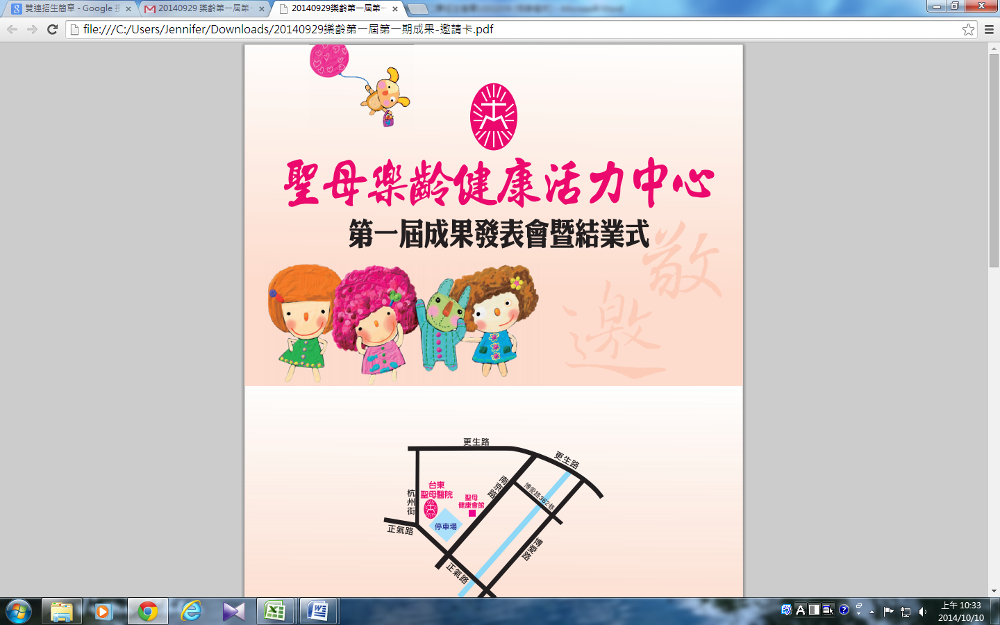 雙連招生簡章 - Google 搜
20140929 樂齡第一屆第一
20140929樂齡第一屆第一
file:///C:/Users/Jennifer/Downloads/20140929樂齡第一屆第一期成果-邀請卡.pdf
聖母樂齡健康活力中心
第一屆成果發表會暨結業式
敬
邀
更生路
更生路
杭州街
台東
聖母醫院
聖母
健康會館
停車場
南京路
博愛路362巷
正氣路
正氣路
博愛路
上午 10:33
2014/10/10